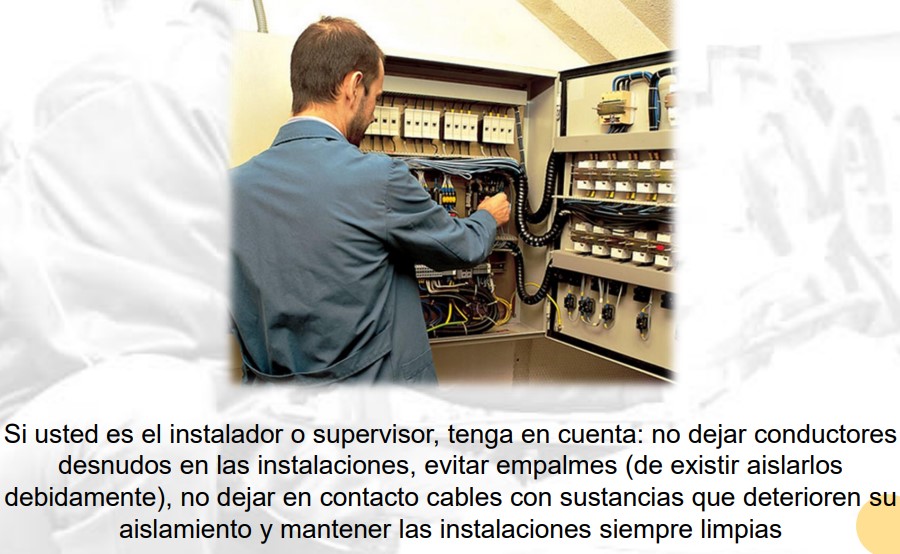 Si usted es el instalador o supervisor, tenga en cuenta: no dejar conductores
desnudos en las instalaciones, evitar empalmes (de existir aislarlos
debidamente), no dejar en contacto cables con sustancias que deterioren su
aislamiento y mantener las instalaciones siempre limpias